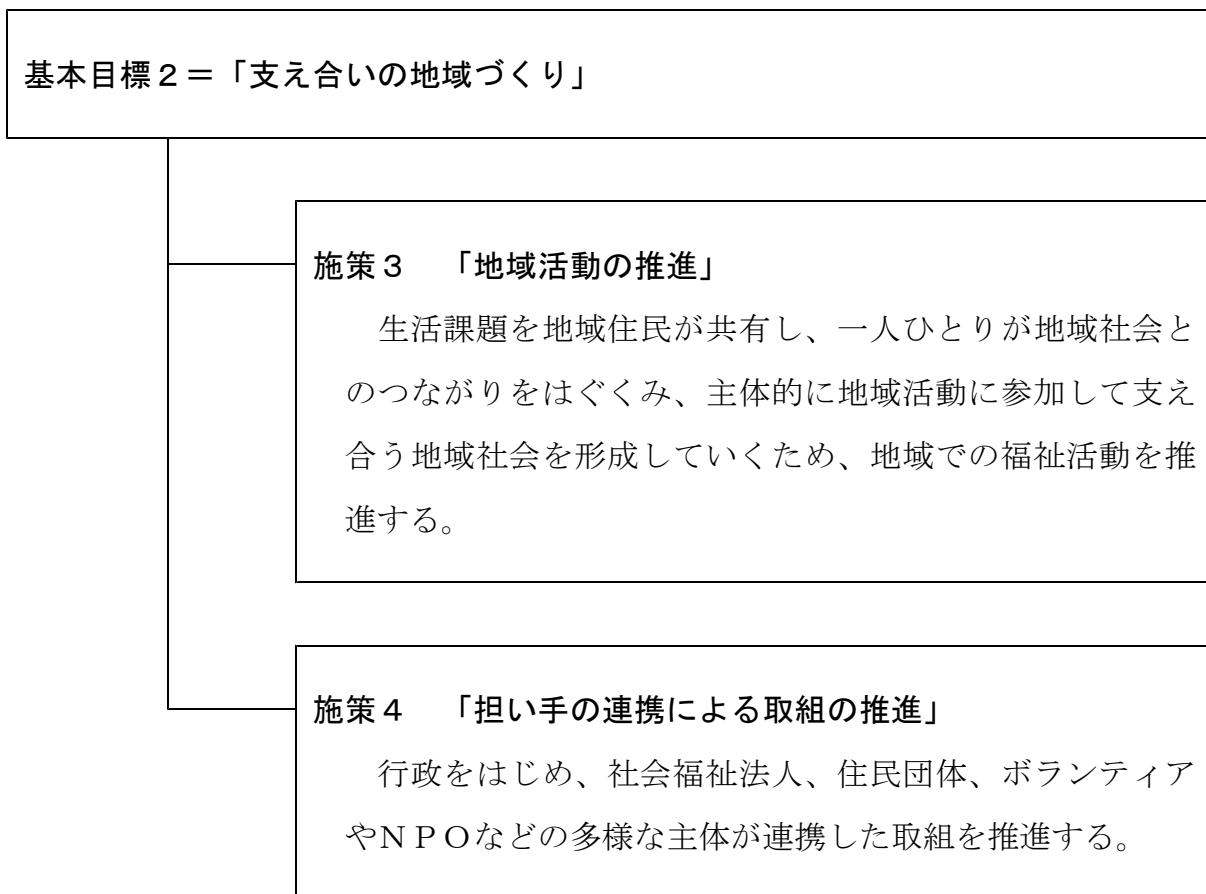 基本目標２＝「支え合いの地域づくり」
施策３　「地域活動の推進」
生活課題を地域住民が共有し、一人ひとりが地域社会と
のつながりをはぐくみ、主体的に地域活動に参加して支え
合う地域社会を形成していくため、地域での福祉活動を推
進する。
施策４　「担い手の連携による取組の推進」
行政をはじめ、社会福祉法人、住民団体、ボランティア
やＮＰＯなどの多様な主体が連携した取組を推進する。